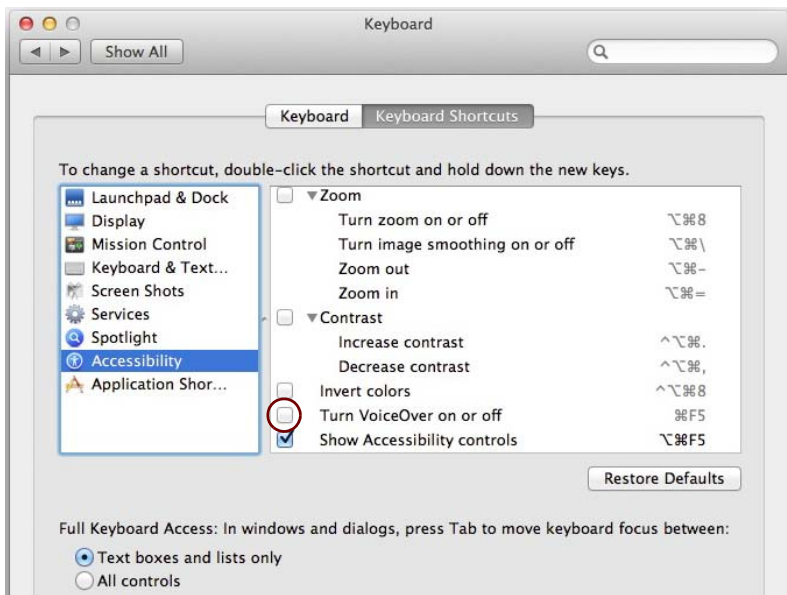 Keyboard
Show All
Keyboard Keyboard Shortcuts
To change a shortcut, double-click the shortcut and hold down the new keys.
Launchpad & Dock
Display
Mission Control
Keyboard & Text...
Screen Shots
Services
Spotlight
Accessibility
Application Shor...
▼Zoom
Turn zoom on or off ⌥⌘8
Turn image smoothing on or off ⌥⌘\
Zoom out ⌥⌘-
Zoom in ⌥⌘=
▼Contrast
Increase contrast ^⌥⌘.
Decrease contrast ^⌥⌘,
Invert colors ^⌥⌘8
Turn VoiceOver on or off ⌘F5
Show Accessibility controls ⌥⌘F5
Restore Defaults
Full Keyboard Access: In windows and dialogs, press Tab to move keyboard focus between:
Text boxes and lists only
All controls